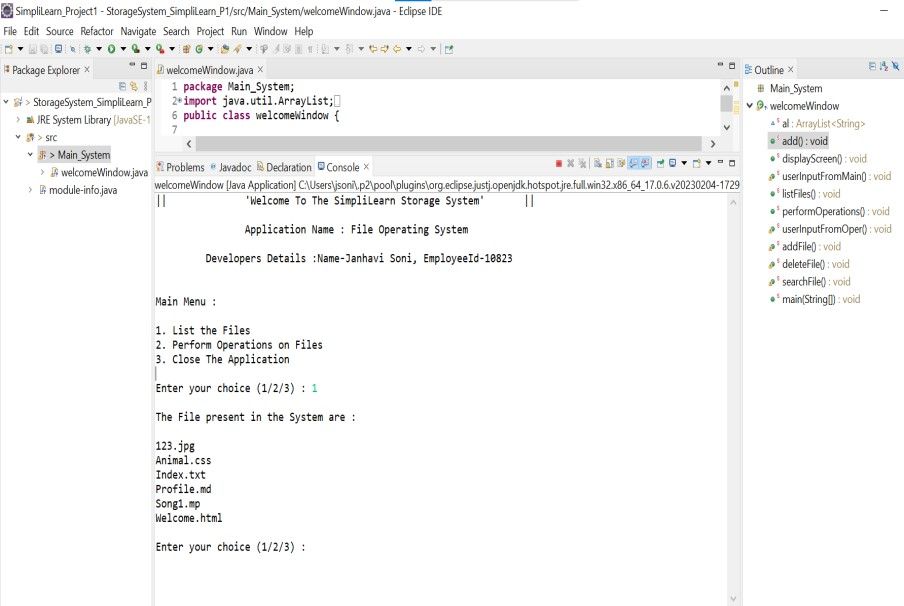 SimpliLearn_Project1 - StorageSystem_SimpliLearn_P1/src/Main_System/welcomeWindow.java - Eclipse IDE
File Edit Source Refactor Navigate Search Project Run Window Help
Package Explorer
> StorageSystem_SimpliLearn_P
JRE System Library [JavaSE-1
> src
> Main_System
welcomeWindow.java
module-info.java
welcomeWindow.java
1 package Main_System;
2 import java.util.ArrayList;
6 public class welcomeWindow {
7
Problems Javadoc Declaration Console
welcomeWindow [Java Application] C:\Users\jsoni\.p2\pool\plugins\org.eclipse.justj.openjdk.hotspot.jre.full.win32.x86_64_17.0.6.v20230204-1729
|| 'Welcome To The SimpliLearn Storage System' ||
Application Name : File Operating System
Developers Details :Name-Janhavi Soni, EmployeeId-10823
Main Menu :
1. List the Files
2. Perform Operations on Files
3. Close The Application
Enter your choice (1/2/3) : 1
The File present in the System are :
123.jpg
Animal.css
Index.txt
Profile.md
Song1.mp
Welcome.html
Enter your choice (1/2/3) :
Outline
Main_System
welcomeWindow
al : ArrayList<String>
add() : void
displayScreen() : void
userInputFromMain() : void
listFiles() : void
performOperations() : void
userInputFromOper() : void
addFile() : void
deleteFile() : void
searchFile() : void
main(String[]) : void